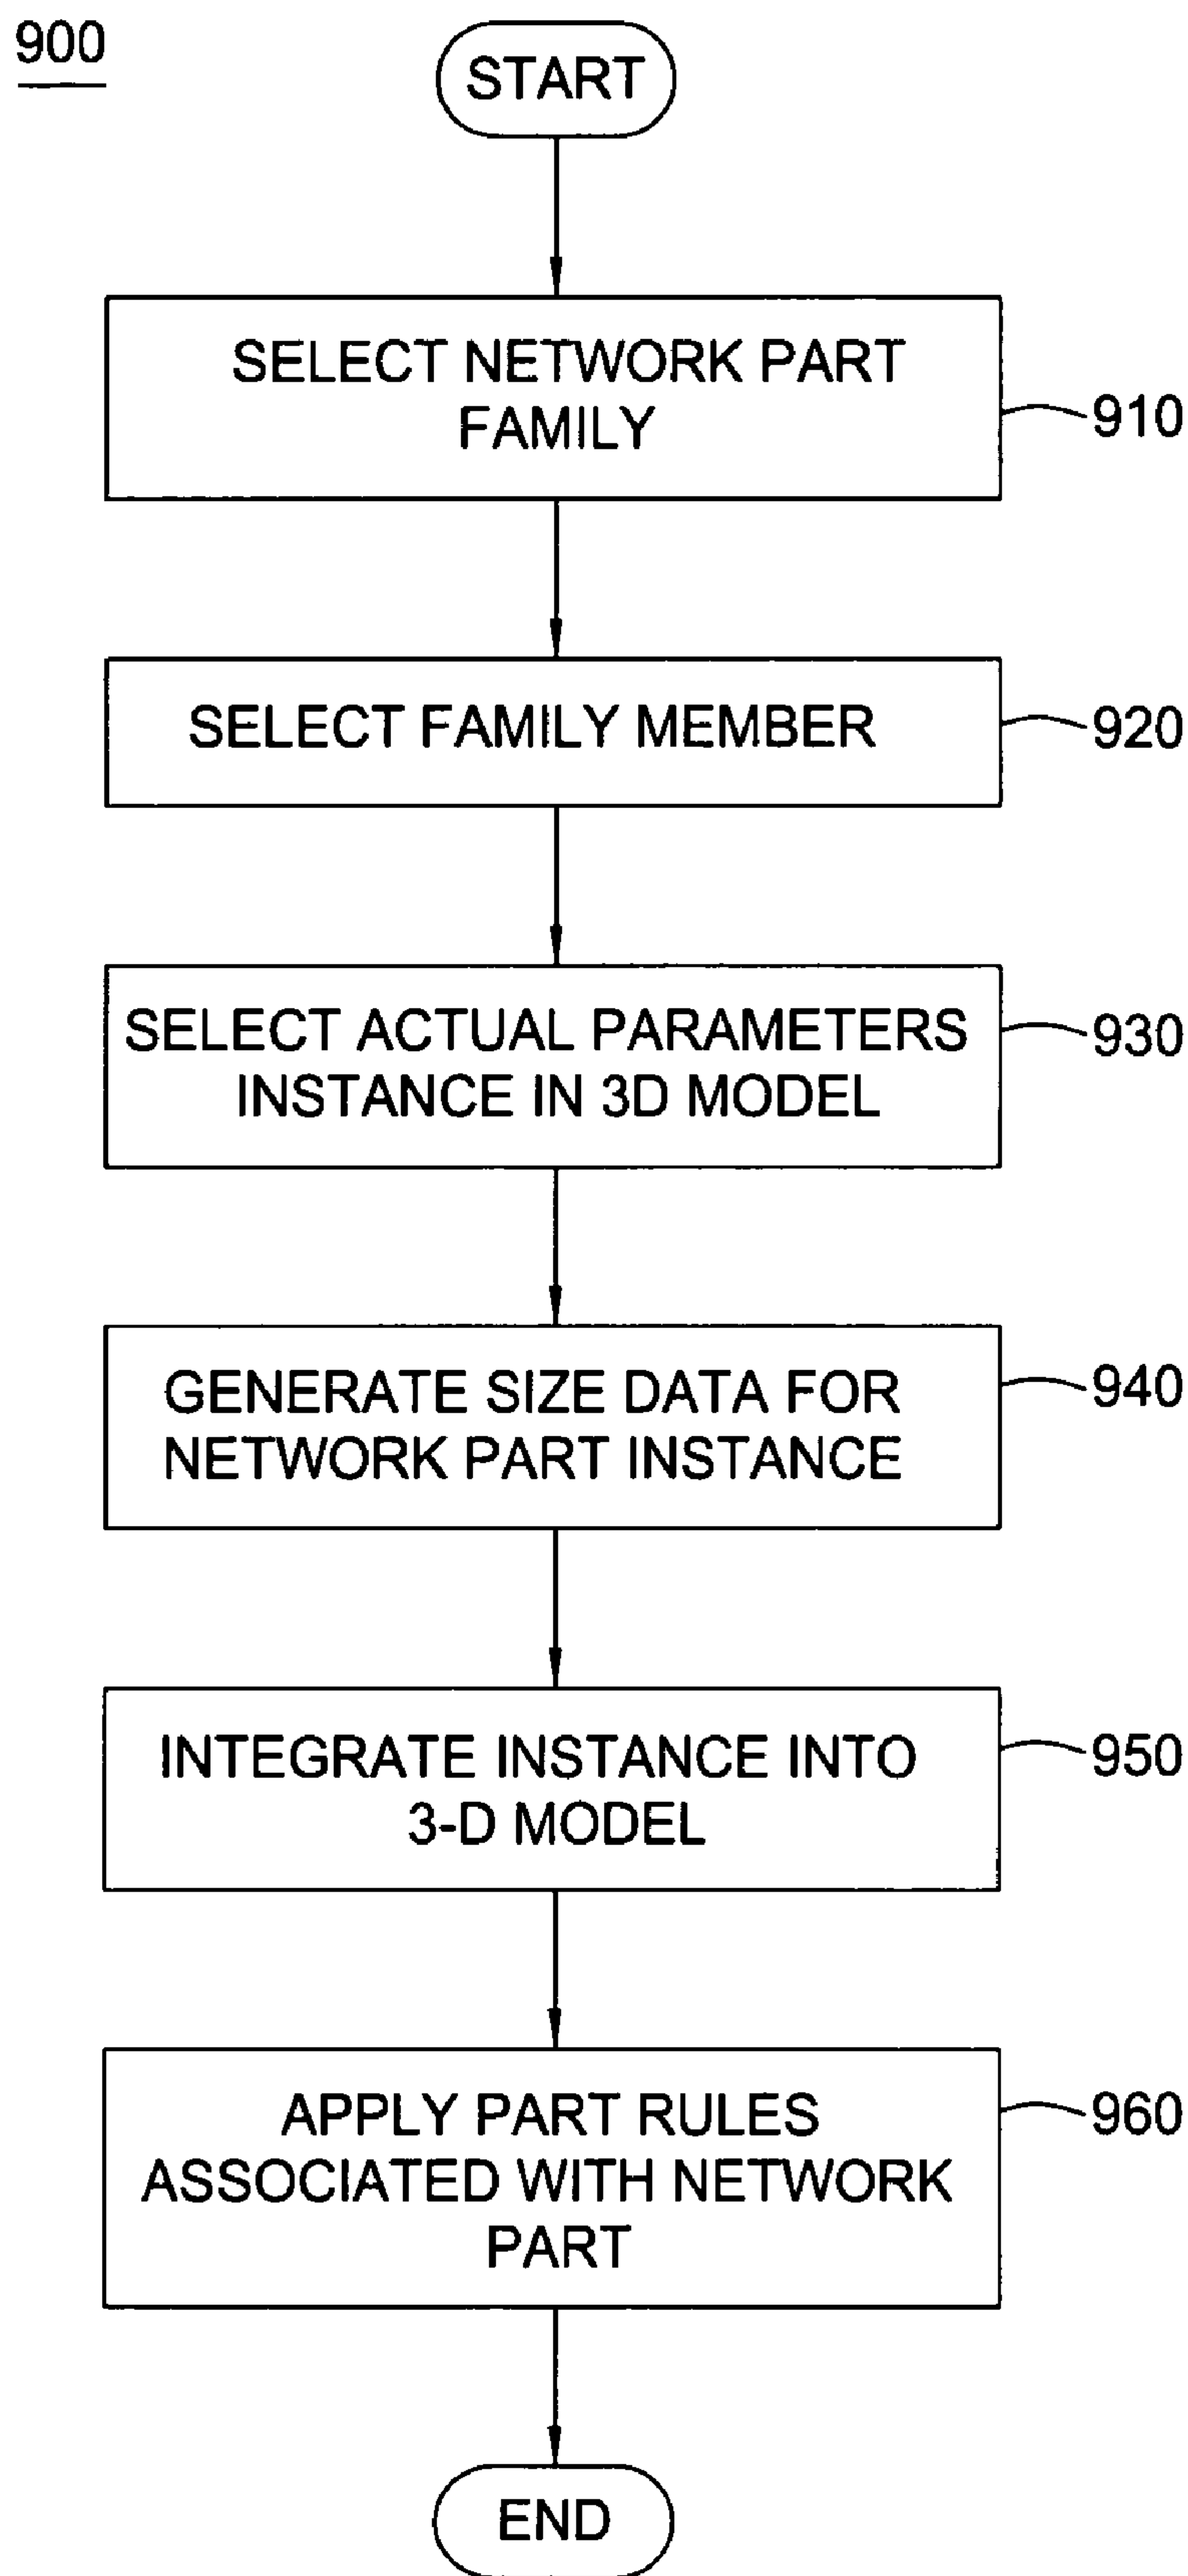 900
START
SELECT NETWORK PART
FAMILY
910
SELECT FAMILY MEMBER
920
SELECT ACTUAL PARAMETERS
INSTANCE IN 3D MODEL
930
GENERATE SIZE DATA FOR
NETWORK PART INSTANCE
940
INTEGRATE INSTANCE INTO
3-D MODEL
950
APPLY PART RULES
ASSOCIATED WITH NETWORK
PART
960
END